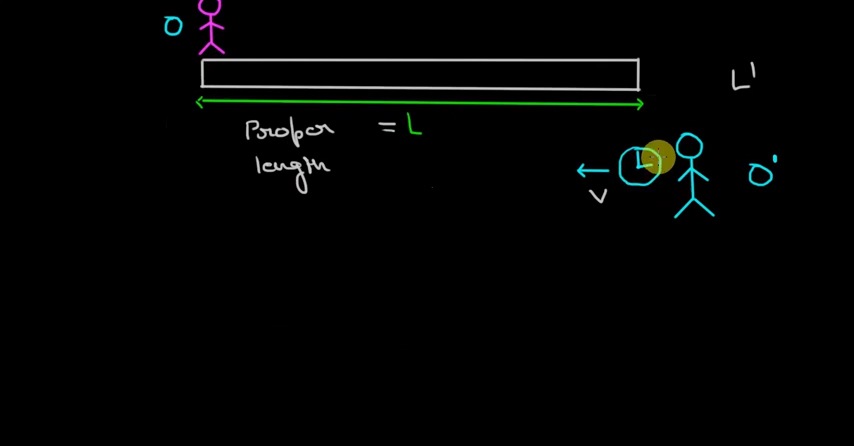 O
L'
Proper = L
length
V
O'